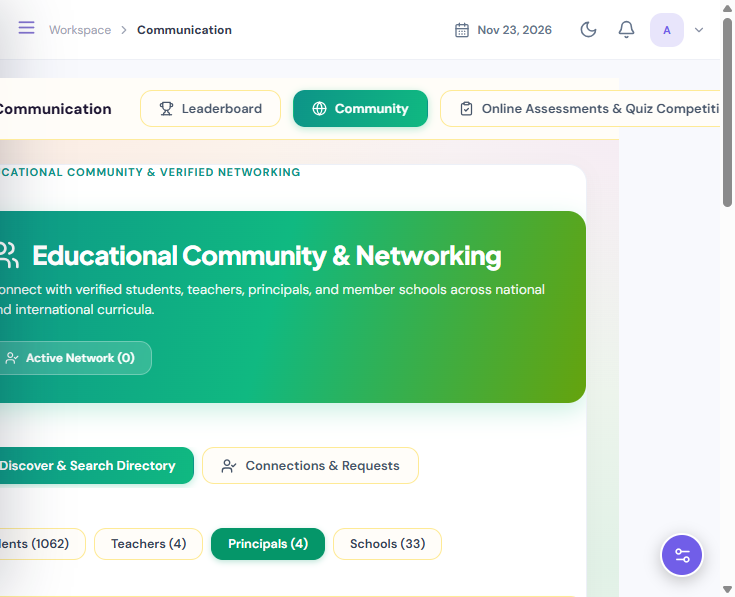 Workspace > Communication
Nov 23, 2026
A
Communication
Leaderboard
Community
Online Assessments & Quiz Competiti
CATIONAL COMMUNITY & VERIFIED NETWORKING
Educational Community & Networking
onnect with verified students, teachers, principals, and member schools across national
nd international curricula.
Active Network (0)
Discover & Search Directory
Connections & Requests
lents (1062)
Teachers (4)
Principals (4)
Schools (33)